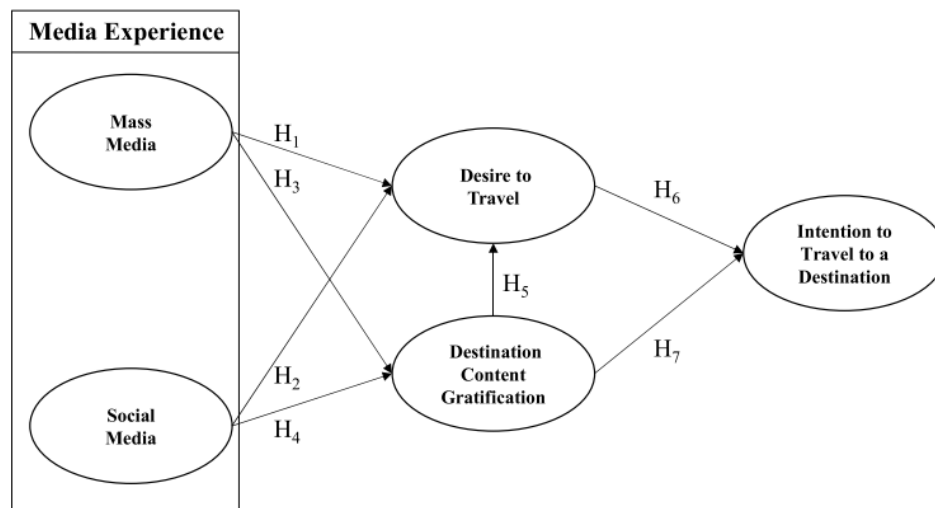 Media Experience
Mass
Media
H₁
H₃
Desire to
Travel
H₆
Intention to
Travel to a
Destination
H₅
Destination
Content
Gratification
H₇
H₂
Social
Media
H₄